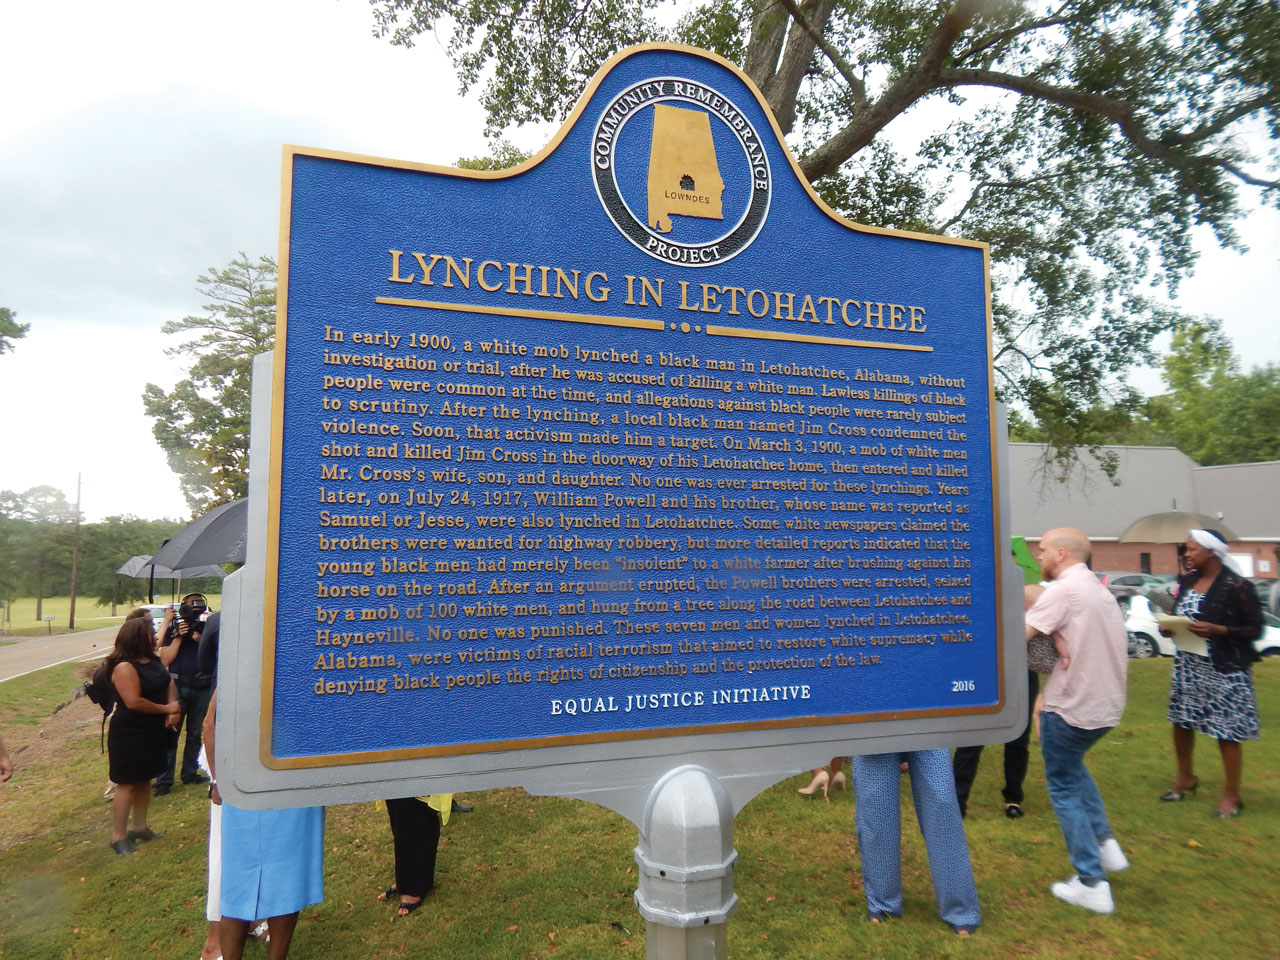 COMMUNITY REMEMBRANCE
LOWNDES
PROJECT
LYNCHING IN LETOHATCHEE
In early 1900, a white mob lynched a black man in Letohatchee, Alabama, without
investigation or trial, after he was accused of killing a white man. Lawless killings of black
people were common at the time, and allegations against black people were rarely subject
to scrutiny. After the lynching, a local black man named Jim Cross condemned the
violence. Soon, that activism made him a target. On March 3, 1900, a mob of white men
shot and killed Jim Cross in the doorway of his Letohatchee home, then entered and killed
Mr. Cross's wife, son, and daughter. No one was ever arrested for these lynchings. Years
later, on July 24, 1917, William Powell and his brother, whose name was reported as
Samuel or Jesse, were also lynched in Letohatchee. Some white newspapers claimed the
brothers were wanted for highway robbery, but more detailed reports indicated that the
young black men had merely been "insolent" to a white farmer after brushing against his
horse on the road. After an argument erupted, the Powell brothers were arrested, seized
by a mob of 100 white men, and hung from a tree along the road between Letohatchee and
Hayneville. No one was punished. These seven men and women lynched in Letohatchee,
Alabama, were victims of racial terrorism that aimed to restore white supremacy while
denying black people the rights of citizenship and the protection of the law.
EQUAL JUSTICE INITIATIVE
2016